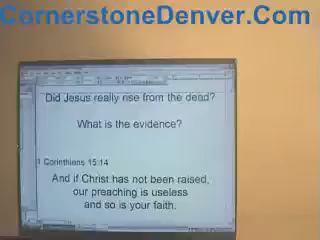 CornerstoneDenver.Com
Did Jesus really rise from the dead?
What is the evidence?
1 Corinthians 15:14
And if Christ has not been raised,
our preaching is useless
and so is your faith.